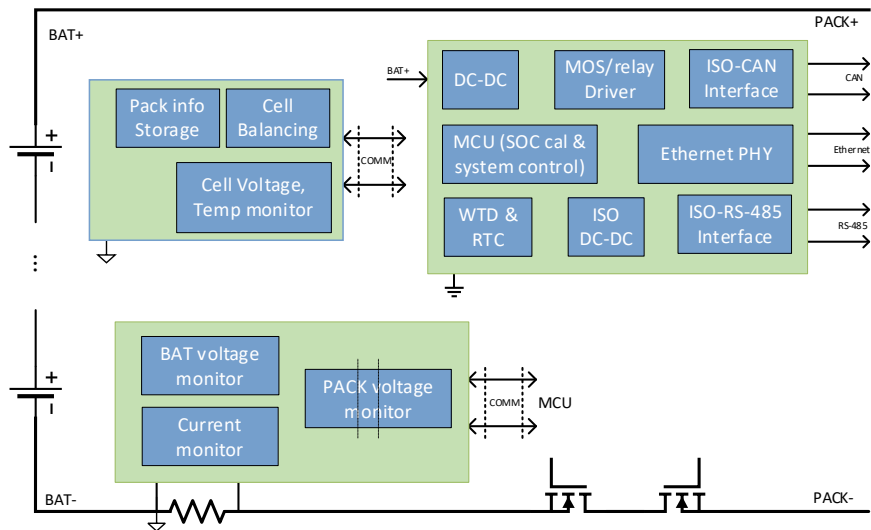 PACK+
BAT+
BAT+
DC-DC
MOS/relay
Driver
ISO-CAN
Interface
CAN
Pack info
Storage
Cell
Balancing
COMM
MCU (SOC cal &
system control)
Ethernet PHY
Ethernet
Cell Voltage,
Temp monitor
WTD &
RTC
ISO
DC-DC
ISO-RS-485
Interface
RS-485
+
−
...
+
−
BAT voltage
monitor
PACK voltage
monitor
COMM
MCU
Current
monitor
BAT-
PACK-